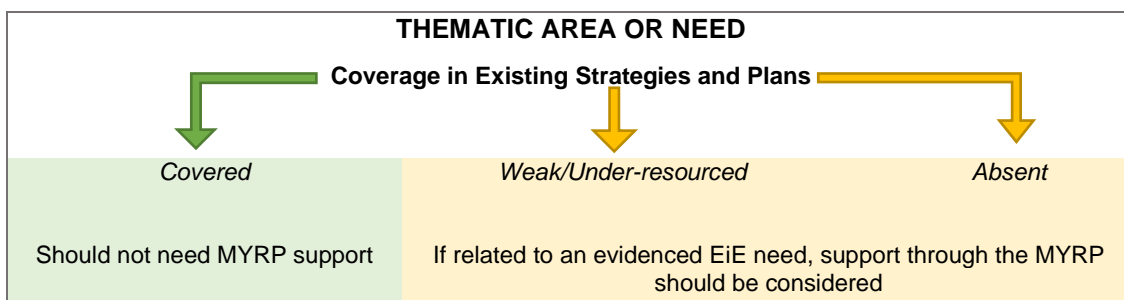 THEMATIC AREA OR NEED
Coverage in Existing Strategies and Plans
Covered
Weak/Under-resourced
Absent
Should not need MYRP support
If related to an evidenced EiE need, support through the MYRP
should be considered